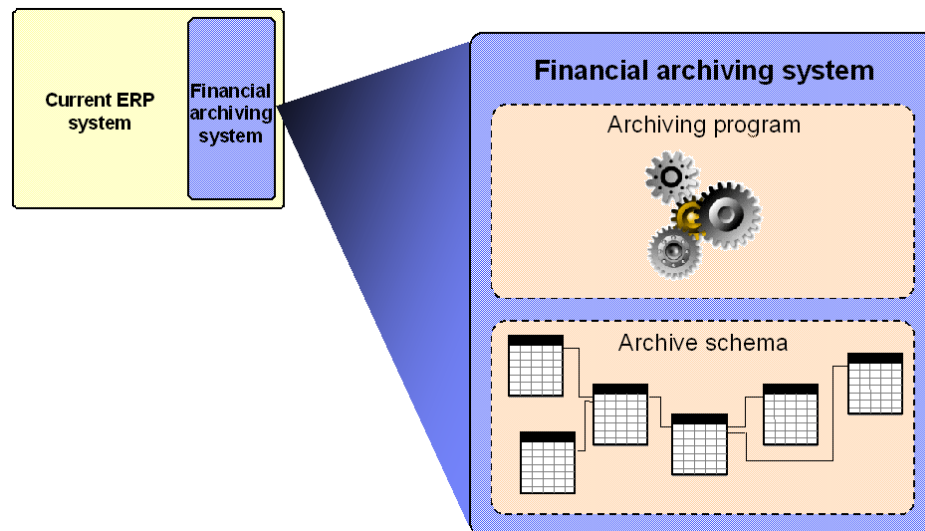 Current ERP
system
Financial
archiving
system
Financial archiving system
Archiving program
Archive schema